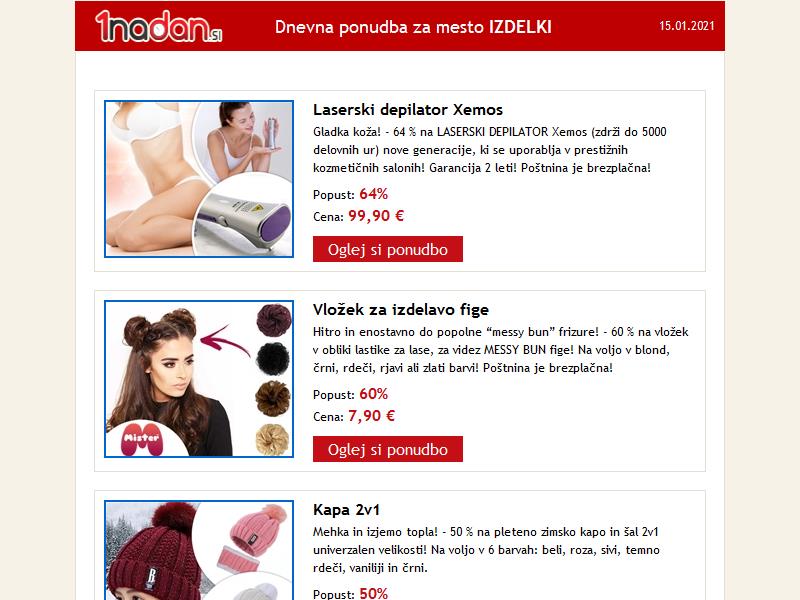 1nadan.si
Dnevna ponudba za mesto IZDELKI
15.01.2021
Laserski depilator Xemos
Gladka koža! - 64 % na LASERSKI DEPILATOR Xemos (zdrži do 5000
delovnih ur) nove generacije, ki se uporablja v prestižnih
kozmetičnih salonih! Garancija 2 leti! Poštnina je brezplačna!
Popust: 64%
Cena: 99,90 €
Oglej si ponudbo
Vložek za izdelavo fige
Hitro in enostavno do popolne “messy bun” frizure! - 60 % na vložek
v obliki lastike za lase, za videz MESSY BUN fige! Na voljo v blond,
črni, rdeči, rjavi ali zlati barvi! Poštnina je brezplačna!
Popust: 60%
Cena: 7,90 €
Oglej si ponudbo
Mister
Kapa 2v1
Mehka in izjemo topla! - 50 % na pleteno zimsko kapo in šal 2v1
univerzalen velikosti! Na voljo v 6 barvah: beli, roza, sivi, temno
rdeči, vaniliji in črni.
Popust: 50%
B